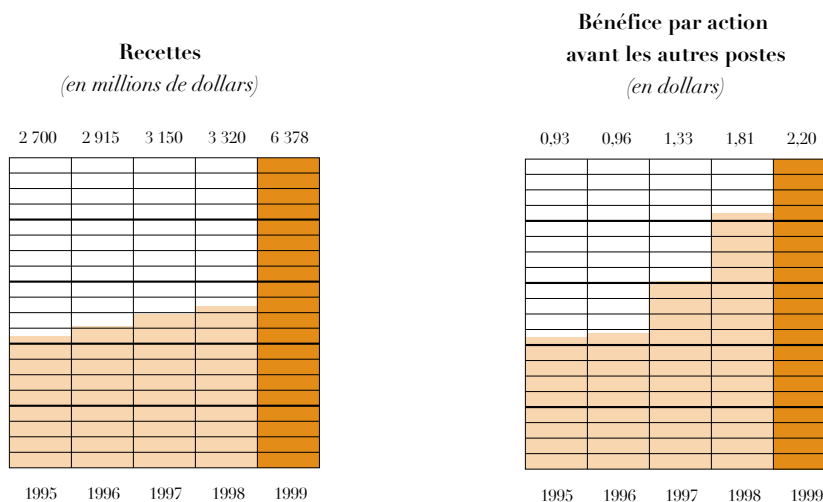 Recettes
(en millions de dollars)
2 700 2 915 3 150 3 320 6 378
1995 1996 1997 1998 1999
Bénéfice par action
avant les autres postes
(en dollars)
0,93 0,96 1,33 1,81 2,20
1995 1996 1997 1998 1999